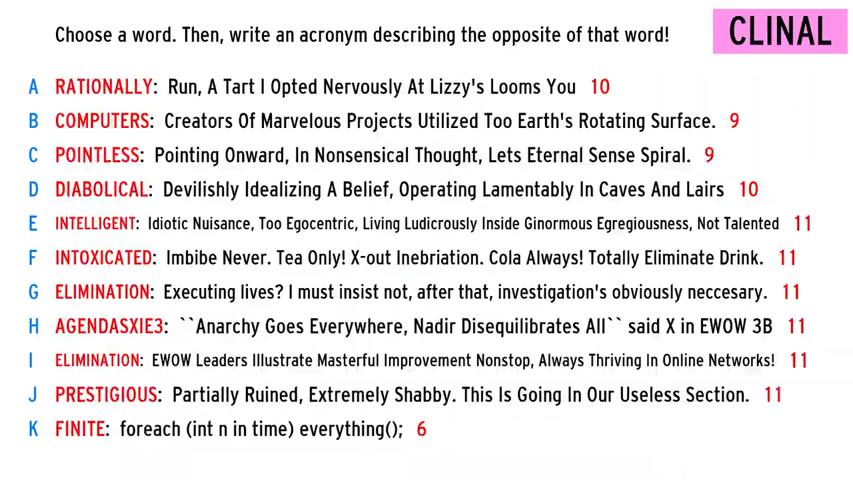 Choose a word. Then, write an acronym describing the opposite of that word!
CLINAL
A RATIONALLY: Run, A Tart I Opted Nervously At Lizzy's Looms You 10
B COMPUTERS: Creators Of Marvelous Projects Utilized Too Earth's Rotating Surface. 9
C POINTLESS: Pointing Onward, In Nonsensical Thought, Lets Eternal Sense Spiral. 9
D DIABOLICAL: Devilishly Idealizing A Belief, Operating Lamentably In Caves And Lairs 10
E INTELLIGENT: Idiotic Nuisance, Too Egocentric, Living Ludicrously Inside Ginormous Egregiousness, Not Talented 11
F INTOXICATED: Imbibe Never. Tea Only! X-out Inebriation. Cola Always! Totally Eliminate Drink. 11
G ELIMINATION: Executing lives? I must insist not, after that, investigation's obviously neccesary. 11
H AGENDASXIE3: ``Anarchy Goes Everywhere, Nadir Disequilibrates All`` said X in EWOW 3B 11
I ELIMINATION: EWOW Leaders Illustrate Masterful Improvement Nonstop, Always Thriving In Online Networks! 11
J PRESTIGIOUS: Partially Ruined, Extremely Shabby. This Is Going In Our Useless Section. 11
K FINITE: foreach (int n in time) everything(); 6